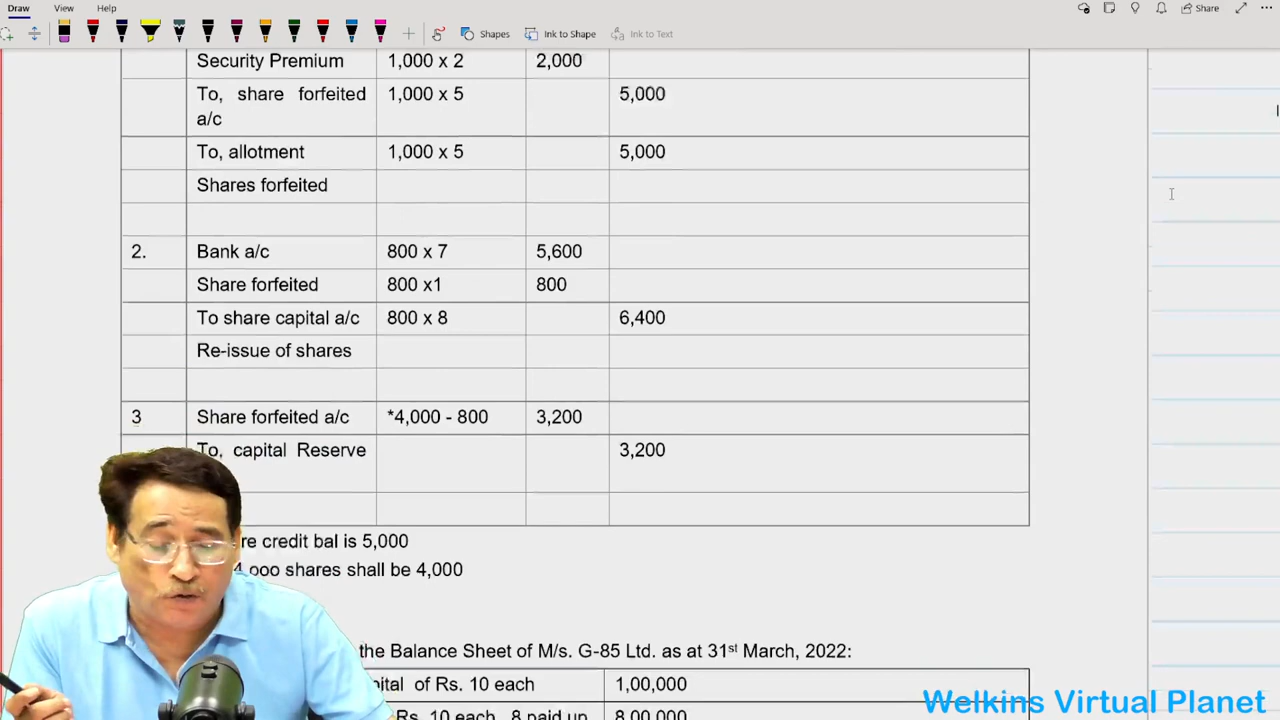 Draw View Help Share
Shapes Ink to Shape Ink to Text
Security Premium 1,000 x 2 2,000
To, share forfeited 1,000 x 5 5,000
a/c
To, allotment 1,000 x 5 5,000
Shares forfeited
2. Bank a/c 800 x 7 5,600
Share forfeited 800 x1 800
To share capital a/c 800 x 8 6,400
Re-issue of shares
3 Share forfeited a/c *4,000 - 800 3,200
To, capital Reserve 3,200
credit bal is 5,000
shares shall be 4,000
the Balance Sheet of M/s. G-85 Ltd. as at 31st March, 2022:
of Rs. 10 each 1,00,000
Rs. 10 each, 8 paid up 8,00,000
Welkins Virtual Planet